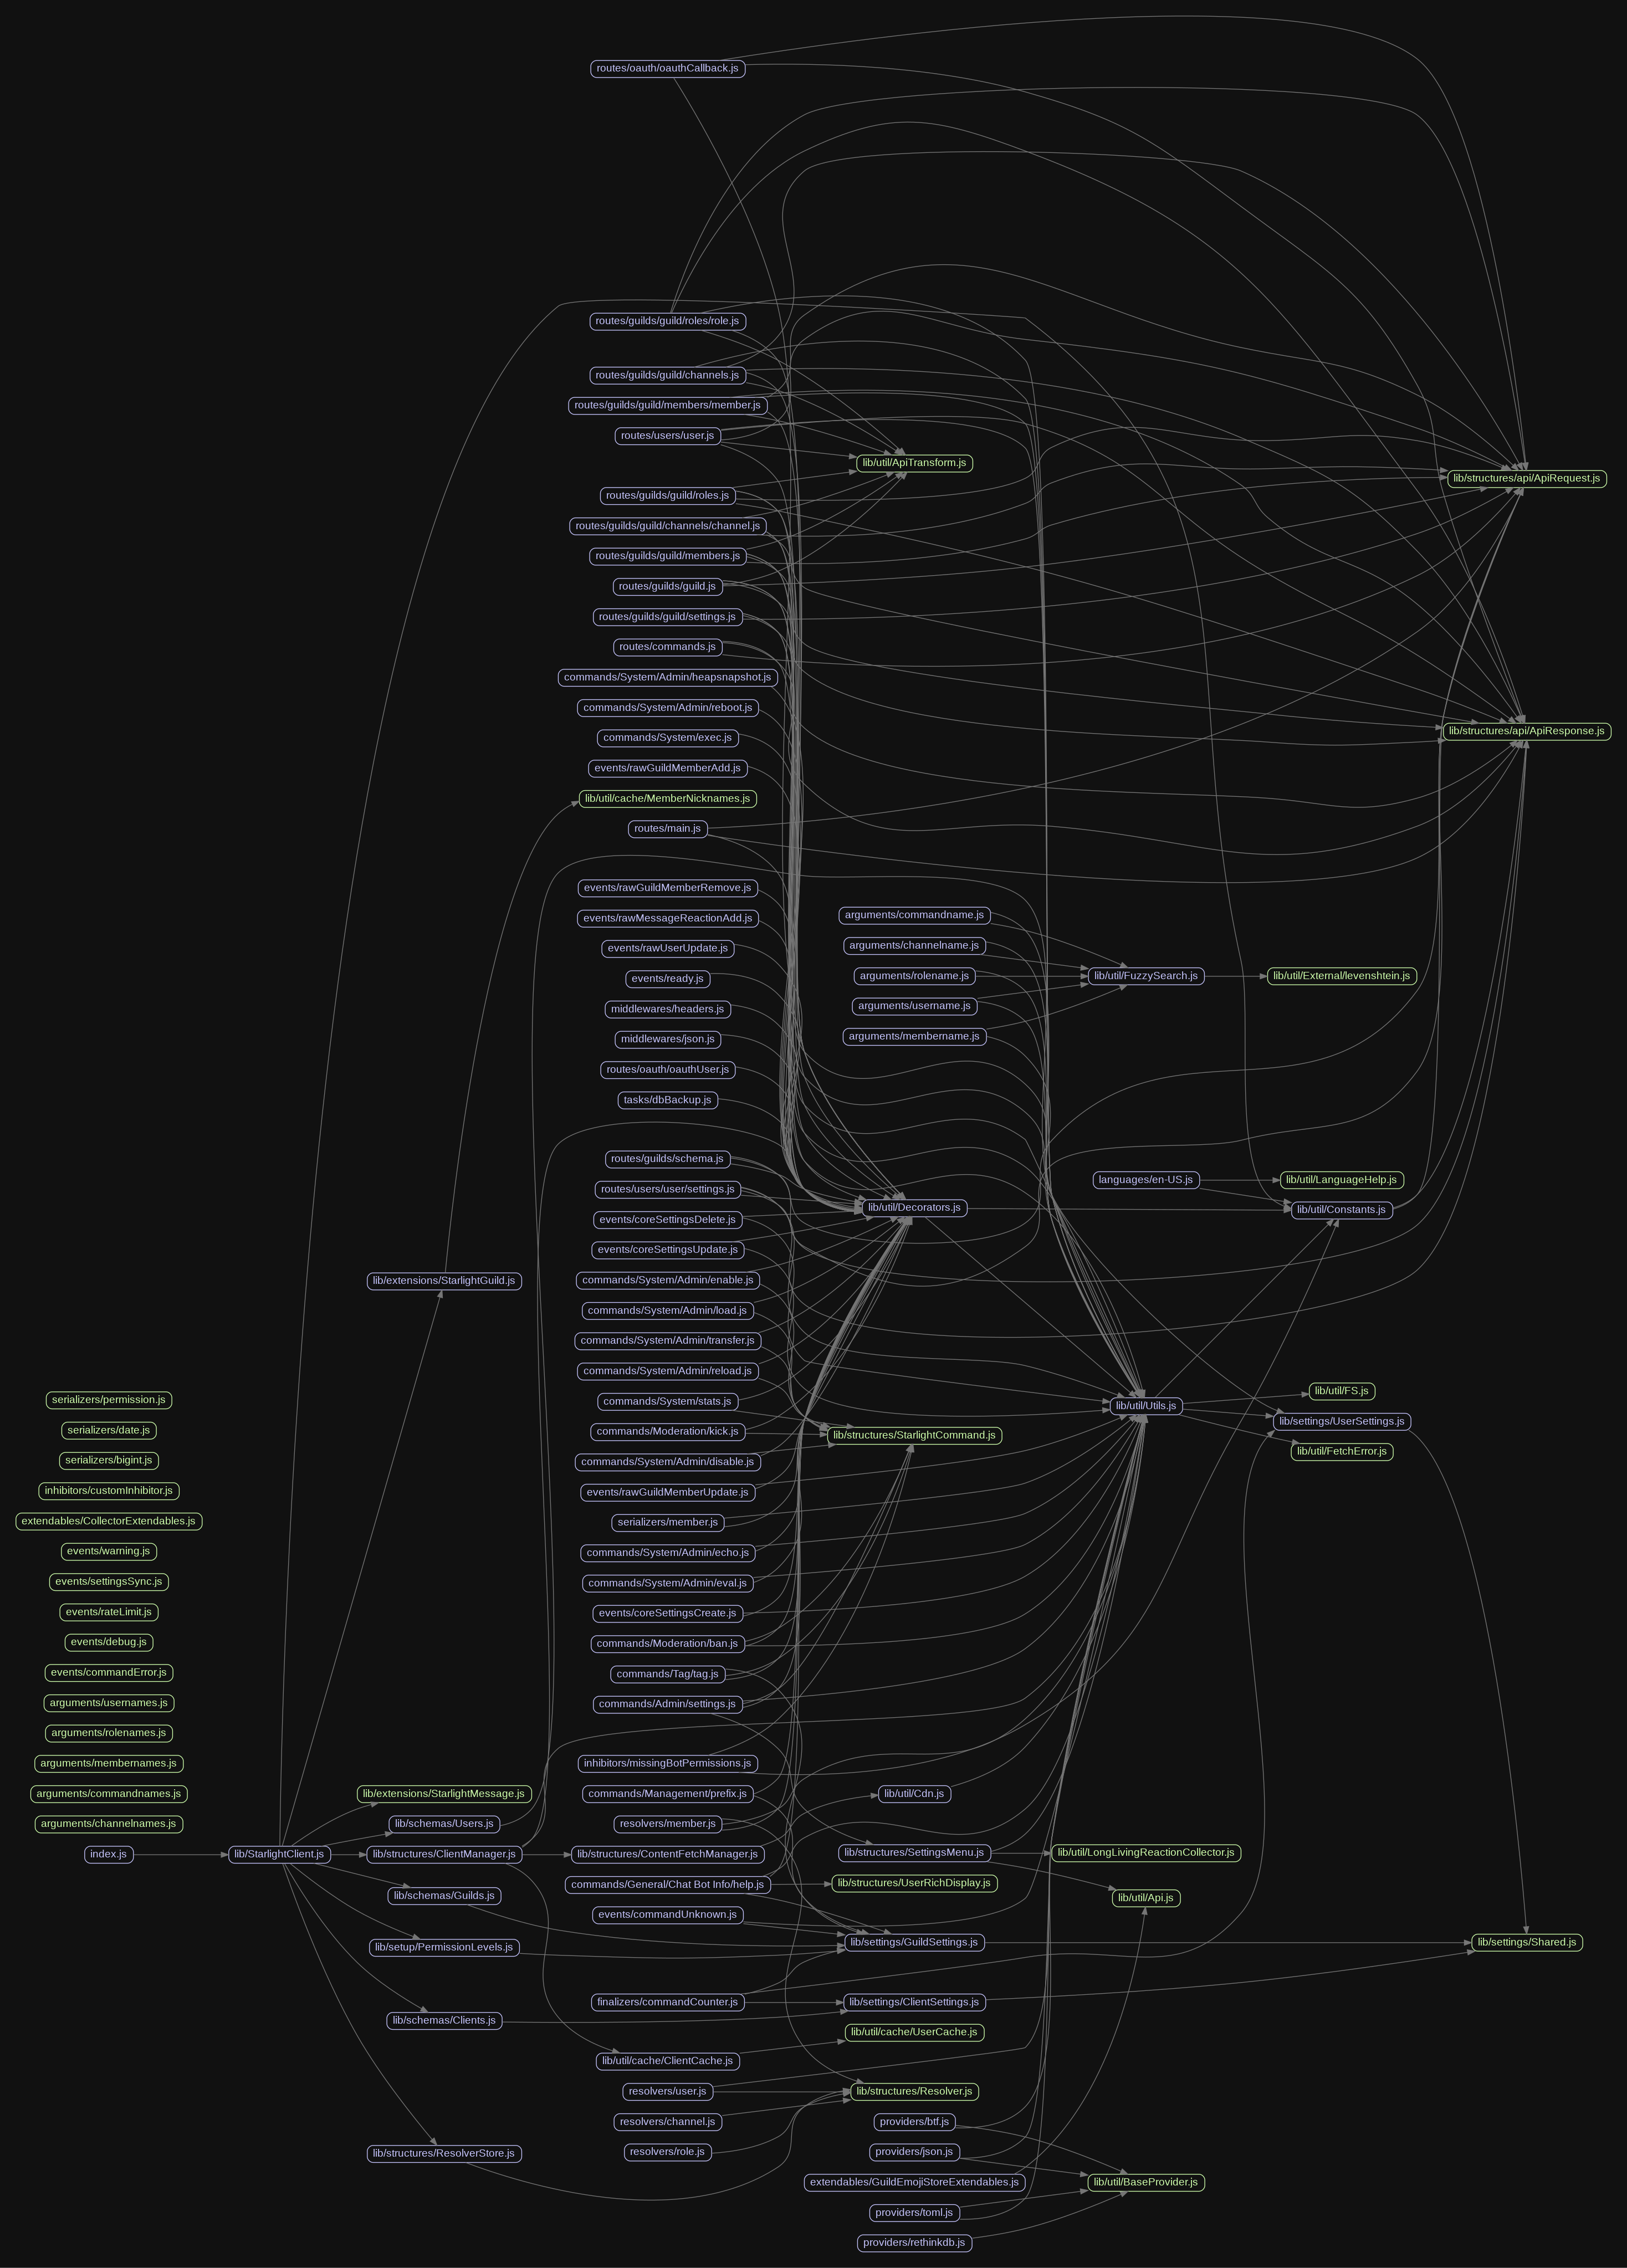 routes/oauth/oauthCallback.js
routes/guilds/guild/roles/role.js
routes/guilds/guild/channels.js
routes/guilds/guild/members/member.js
routes/users/user.js
lib/util/ApiTransform.js
lib/structures/api/ApiRequest.js
routes/guilds/guild/roles.js
routes/guilds/guild/channels/channel.js
routes/guilds/guild/members.js
routes/guilds/guild.js
routes/guilds/guild/settings.js
routes/commands.js
commands/System/Admin/heapsnapshot.js
commands/System/Admin/reboot.js
lib/structures/api/ApiResponse.js
commands/System/exec.js
events/rawGuildMemberAdd.js
lib/util/cache/MemberNicknames.js
routes/main.js
events/rawGuildMemberRemove.js
arguments/commandname.js
events/rawMessageReactionAdd.js
arguments/channelname.js
events/rawUserUpdate.js
events/ready.js
arguments/rolename.js
lib/util/FuzzySearch.js
lib/util/External/levenshtein.js
arguments/username.js
middlewares/headers.js
arguments/membername.js
middlewares/json.js
routes/oauth/oauthUser.js
tasks/dbBackup.js
routes/guilds/schema.js
languages/en-US.js
lib/util/LanguageHelp.js
routes/users/user/settings.js
lib/util/Decorators.js
lib/util/Constants.js
events/coreSettingsDelete.js
events/coreSettingsUpdate.js
lib/extensions/StarlightGuild.js
commands/System/Admin/enable.js
commands/System/Admin/load.js
commands/System/Admin/transfer.js
commands/System/Admin/reload.js
lib/util/FS.js
serializers/permission.js
commands/System/stats.js
lib/util/Utils.js
lib/settings/UserSettings.js
serializers/date.js
commands/Moderation/kick.js
lib/structures/StarlightCommand.js
lib/util/FetchError.js
serializers/bigint.js
commands/System/Admin/disable.js
inhibitors/customInhibitor.js
events/rawGuildMemberUpdate.js
extendables/CollectorExtendables.js
serializers/member.js
events/warning.js
commands/System/Admin/echo.js
events/settingsSync.js
commands/System/Admin/eval.js
events/rateLimit.js
events/coreSettingsCreate.js
events/debug.js
commands/Moderation/ban.js
events/commandError.js
commands/Tag/tag.js
arguments/usernames.js
commands/Admin/settings.js
arguments/rolenames.js
arguments/membernames.js
inhibitors/missingBotPermissions.js
arguments/commandnames.js
lib/extensions/StarlightMessage.js
commands/Management/prefix.js
lib/util/Cdn.js
arguments/channelnames.js
lib/schemas/Users.js
resolvers/member.js
index.js
lib/StarlightClient.js
lib/structures/ClientManager.js
lib/structures/ContentFetchManager.js
lib/structures/SettingsMenu.js
lib/util/LongLivingReactionCollector.js
lib/schemas/Guilds.js
commands/General/Chat Bot Info/help.js
lib/structures/UserRichDisplay.js
lib/util/Api.js
events/commandUnknown.js
lib/setup/PermissionLevels.js
lib/settings/GuildSettings.js
lib/settings/Shared.js
finalizers/commandCounter.js
lib/settings/ClientSettings.js
lib/schemas/Clients.js
lib/util/cache/UserCache.js
lib/util/cache/ClientCache.js
resolvers/user.js
lib/structures/Resolver.js
resolvers/channel.js
providers/btf.js
lib/structures/ResolverStore.js
resolvers/role.js
providers/json.js
extendables/GuildEmojiStoreExtendables.js
lib/util/BaseProvider.js
providers/toml.js
providers/rethinkdb.js